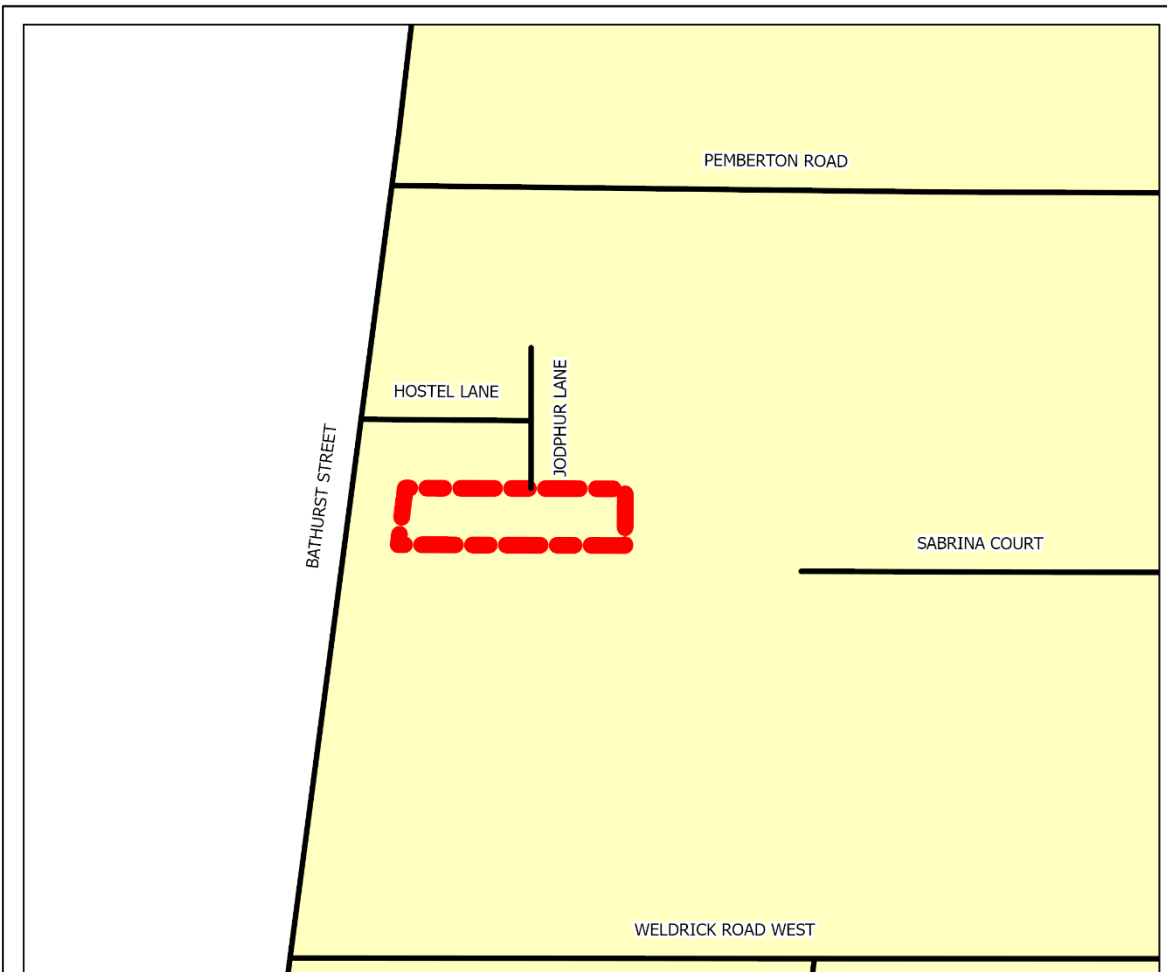 PEMBERTON ROAD
HOSTEL LANE
JODPHUR LANE
BATHURST STREET
SABRINA COURT
WELDRICK ROAD WEST